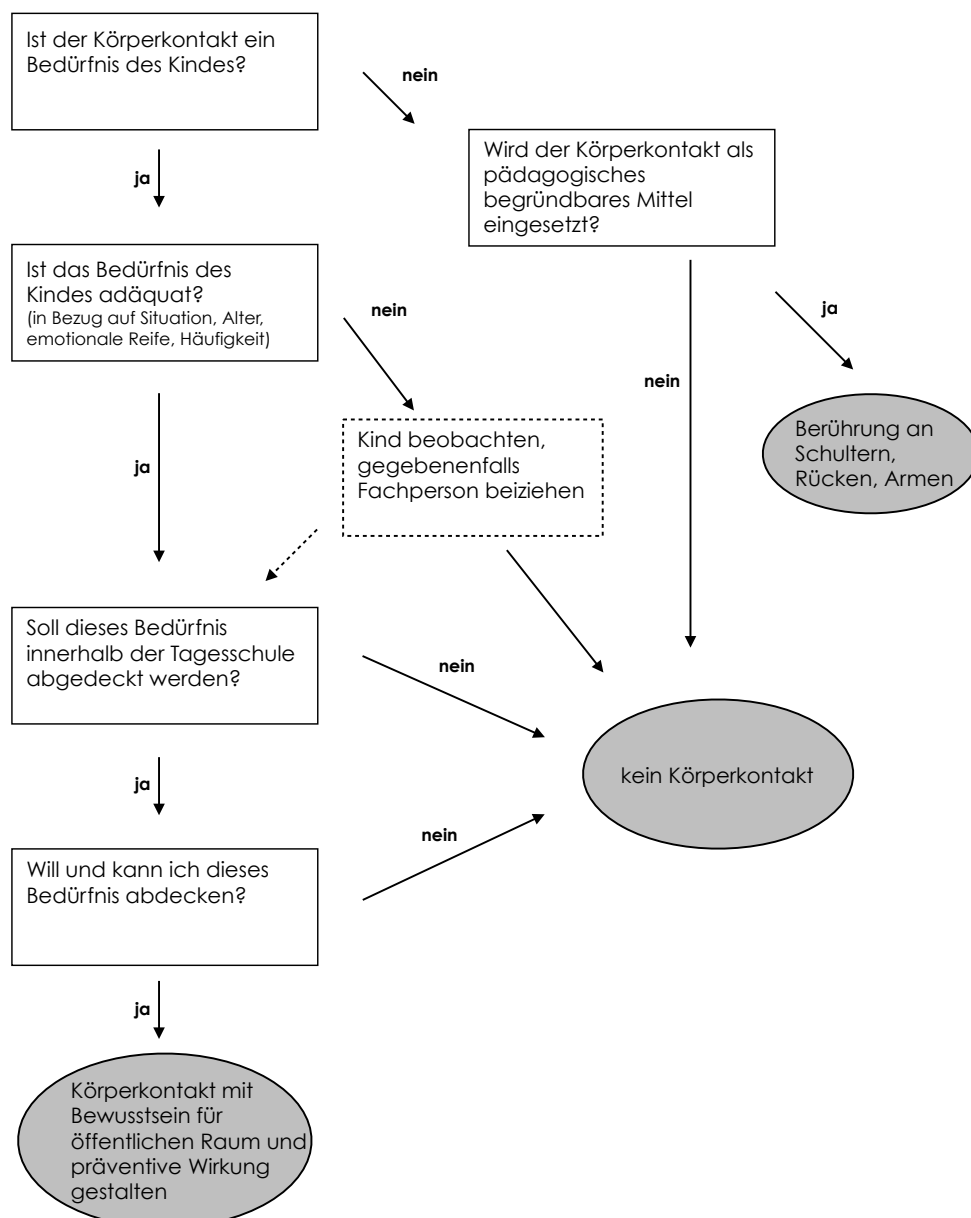 Ist der Körperkontakt ein
Bedürfnis des Kindes?
nein
ja
Wird der Körperkontakt als
pädagogisches
begründbares Mittel
eingesetzt?
Ist das Bedürfnis des
Kindes adäquat?
(in Bezug auf Situation, Alter,
emotionale Reife, Häufigkeit)
nein
ja
nein
ja
Berührung an
Schultern,
Rücken, Armen
Kind beobachten,
gegebenenfalls
Fachperson beiziehen
Soll dieses Bedürfnis
innerhalb der Tagesschule
abgedeckt werden?
nein
ja
kein Körperkontakt
nein
Will und kann ich dieses
Bedürfnis abdecken?
ja
Körperkontakt mit
Bewusstsein für
öffentlichen Raum und
präventive Wirkung
gestalten